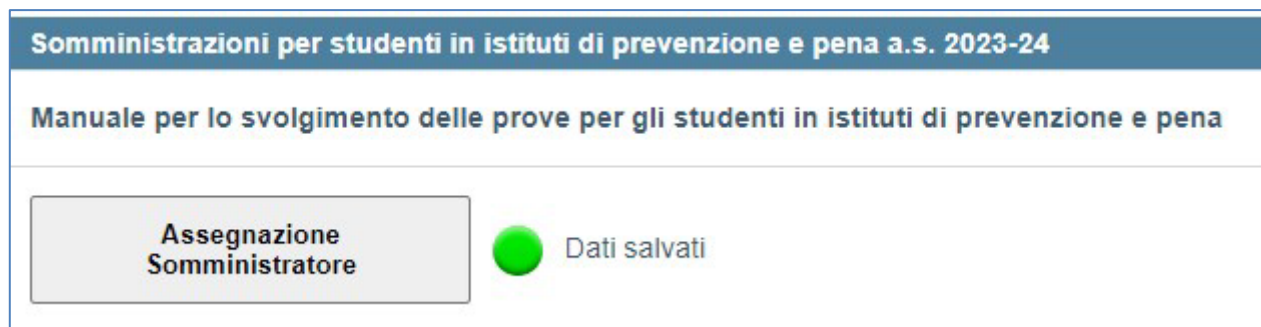 Somministrazioni per studenti in istituti di prevenzione e pena a.s. 2023-24
Manuale per lo svolgimento delle prove per gli studenti in istituti di prevenzione e pena
Assegnazione
Somministratore
Dati salvati